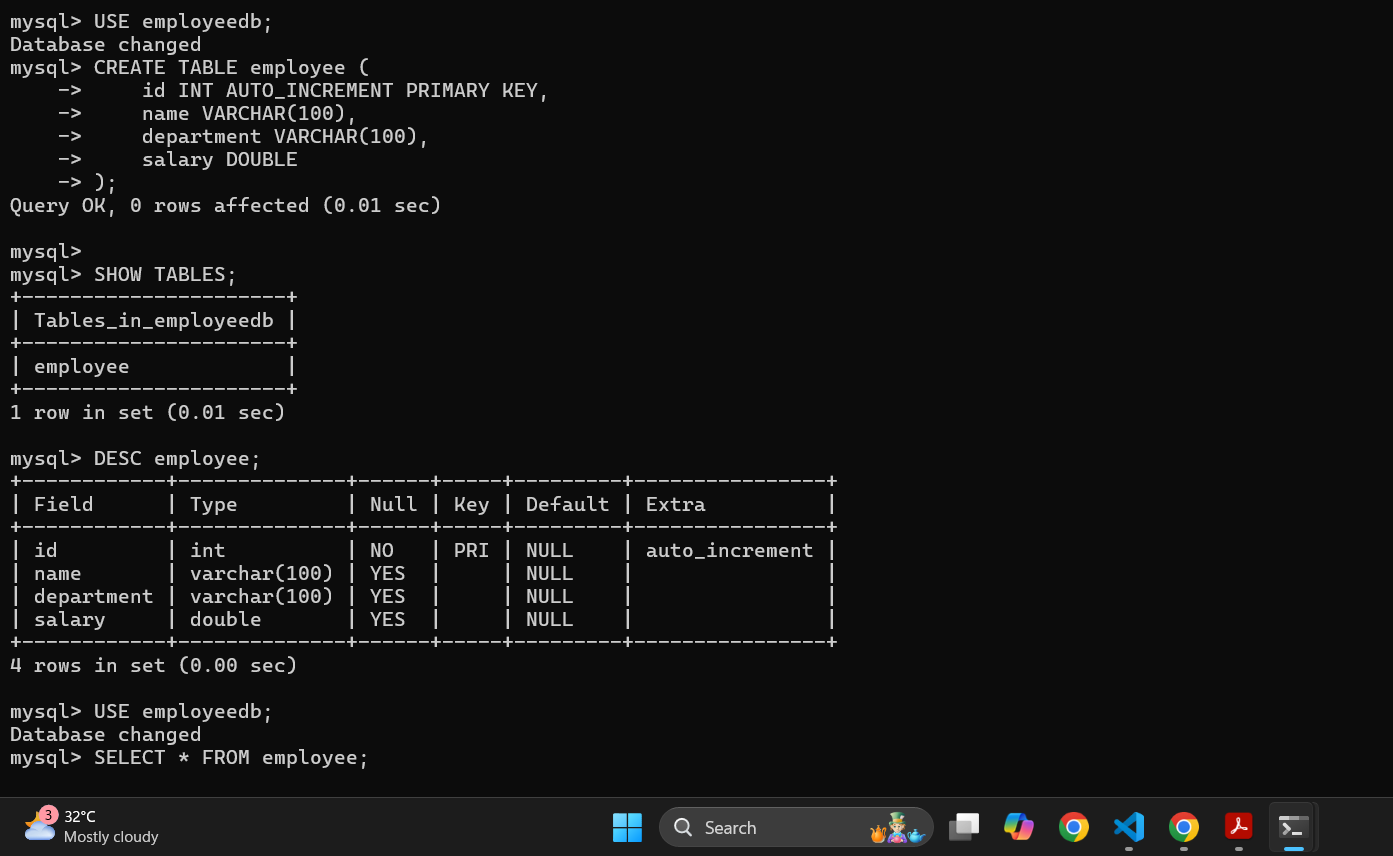 mysql> USE employeedb;
Database changed
mysql> CREATE TABLE employee (
    ->     id INT AUTO_INCREMENT PRIMARY KEY,
    ->     name VARCHAR(100),
    ->     department VARCHAR(100),
    ->     salary DOUBLE
    -> );
Query OK, 0 rows affected (0.01 sec)

mysql>
mysql> SHOW TABLES;
+----------------------+
| Tables_in_employeedb |
+----------------------+
| employee             |
+----------------------+
1 row in set (0.01 sec)

mysql> DESC employee;
+------------+--------------+------+-----+---------+----------------+
| Field      | Type         | Null | Key | Default | Extra          |
+------------+--------------+------+-----+---------+----------------+
| id         | int          | NO   | PRI | NULL    | auto_increment |
| name       | varchar(100) | YES  |     | NULL    |                |
| department | varchar(100) | YES  |     | NULL    |                |
| salary     | double       | YES  |     | NULL    |                |
+------------+--------------+------+-----+---------+----------------+
4 rows in set (0.00 sec)

mysql> USE employeedb;
Database changed
mysql> SELECT * FROM employee;
3
32°C
Mostly cloudy
Search